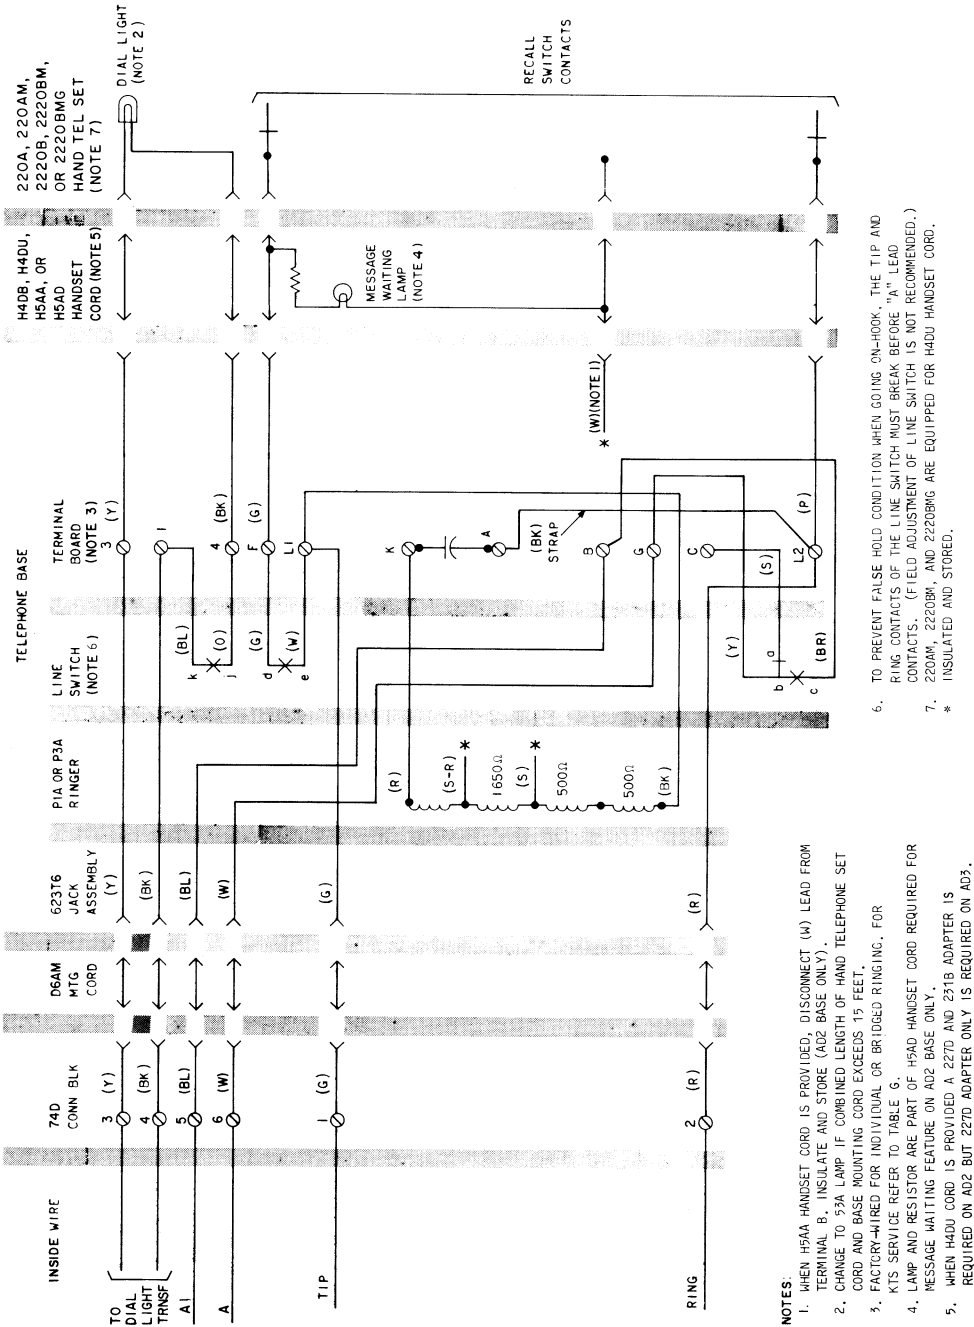 TELEPHONE BASE
INSIDE WIRE
74D
CONN BLK
D6AM
MTG
CORD
623T6
JACK
ASSEMBLY
P1A OR P3A
RINGER
LINE
SWITCH
(NOTE 6)
TERMINAL
BOARD
(NOTE 3)
H4DB, H4DU,
H5AA, OR
H5AD
HANDSET
CORD (NOTE 5)
220A, 220AM,
2220B, 2220BM,
OR 2220BMG
HAND TEL SET
(NOTE 7)
TO
DIAL
LIGHT
TRNSF
3 (Y)
(Y)
3 (Y)
DIAL LIGHT
(NOTE 2)
4 (BK)
(BK)
1
A1
5 (BL)
(BL)
k (BL)
j (O)
4 (BK)
A
6 (W)
(W)
d (G)
e (W)
F (G)
L1
TIP
1 (G)
(G)
MESSAGE
WAITING
LAMP
(NOTE 4)
RECALL
SWITCH
CONTACTS
(R)
K
(S-R) *
1650Ω
(S) *
500Ω
500Ω
(BK)
A
(BK)
STRAP
B
G
C
* (W)(NOTE 1)
RING
2 (R)
(R)
(Y)
(S)
b a
c (BR)
L2 (P)
NOTES:
1. WHEN H5AA HANDSET CORD IS PROVIDED, DISCONNECT (W) LEAD FROM
TERMINAL B. INSULATE AND STORE (AD2 BASE ONLY).
2. CHANGE TO 53A LAMP IF COMBINED LENGTH OF HAND TELEPHONE SET
CORD AND BASE MOUNTING CORD EXCEEDS 15 FEET.
3. FACTORY-WIRED FOR INDIVIDUAL OR BRIDGED RINGING. FOR
KTS SERVICE REFER TO TABLE G.
4. LAMP AND RESISTOR ARE PART OF H5AD HANDSET CORD REQUIRED FOR
MESSAGE WAITING FEATURE ON AD2 BASE ONLY.
5. WHEN H4DU CORD IS PROVIDED A 227D AND 231B ADAPTER IS
REQUIRED ON AD2 BUT 227D ADAPTER ONLY IS REQUIRED ON AD3.
6. TO PREVENT FALSE HOLD CONDITION WHEN GOING ON-HOOK, THE TIP AND
RING CONTACTS OF THE LINE SWITCH MUST BREAK BEFORE "A" LEAD
CONTACTS. (FIELD ADJUSTMENT OF LINE SWITCH IS NOT RECOMMENDED.)
7. 220AM, 2220BM, AND 2220BMG ARE EQUIPPED FOR H4DU HANDSET CORD.
* INSULATED AND STORED.